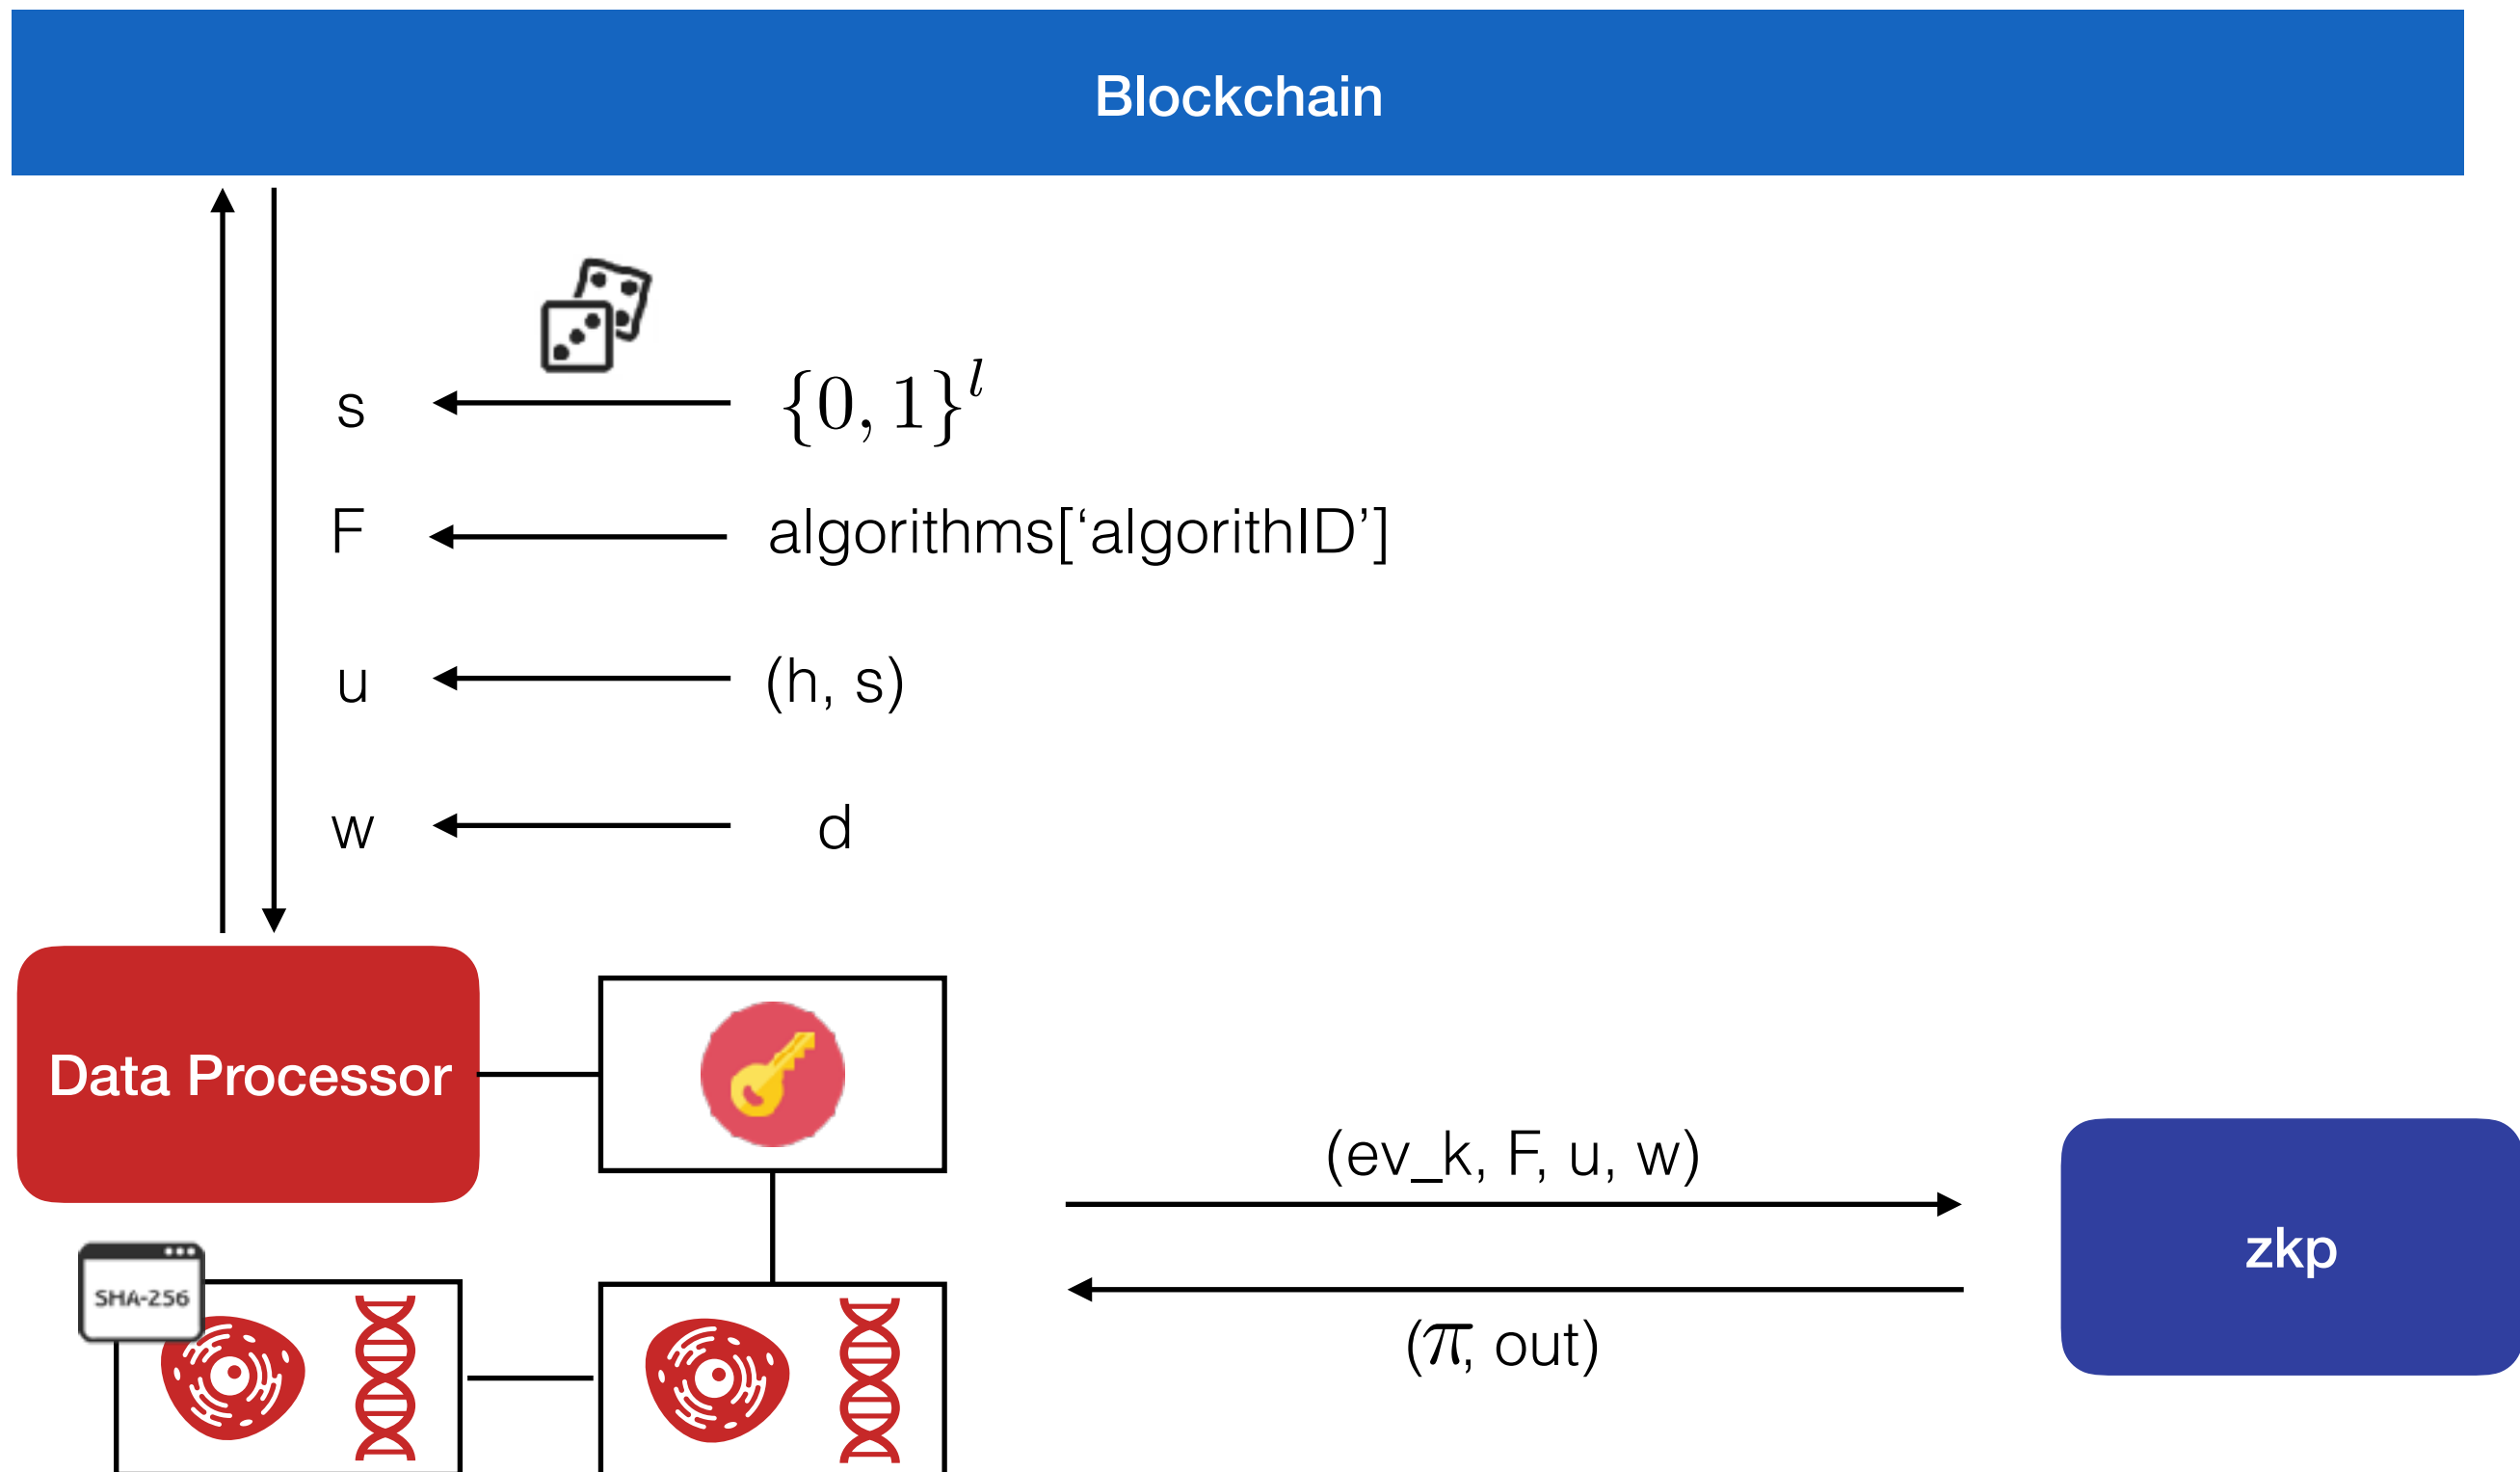 Blockchain
s {0, 1}^l
F algorithms[‘algorithID’]
u (h, s)
w d
Data Processor
(ev_k, F, u, w)
zkp
SHA-256
(π, out)